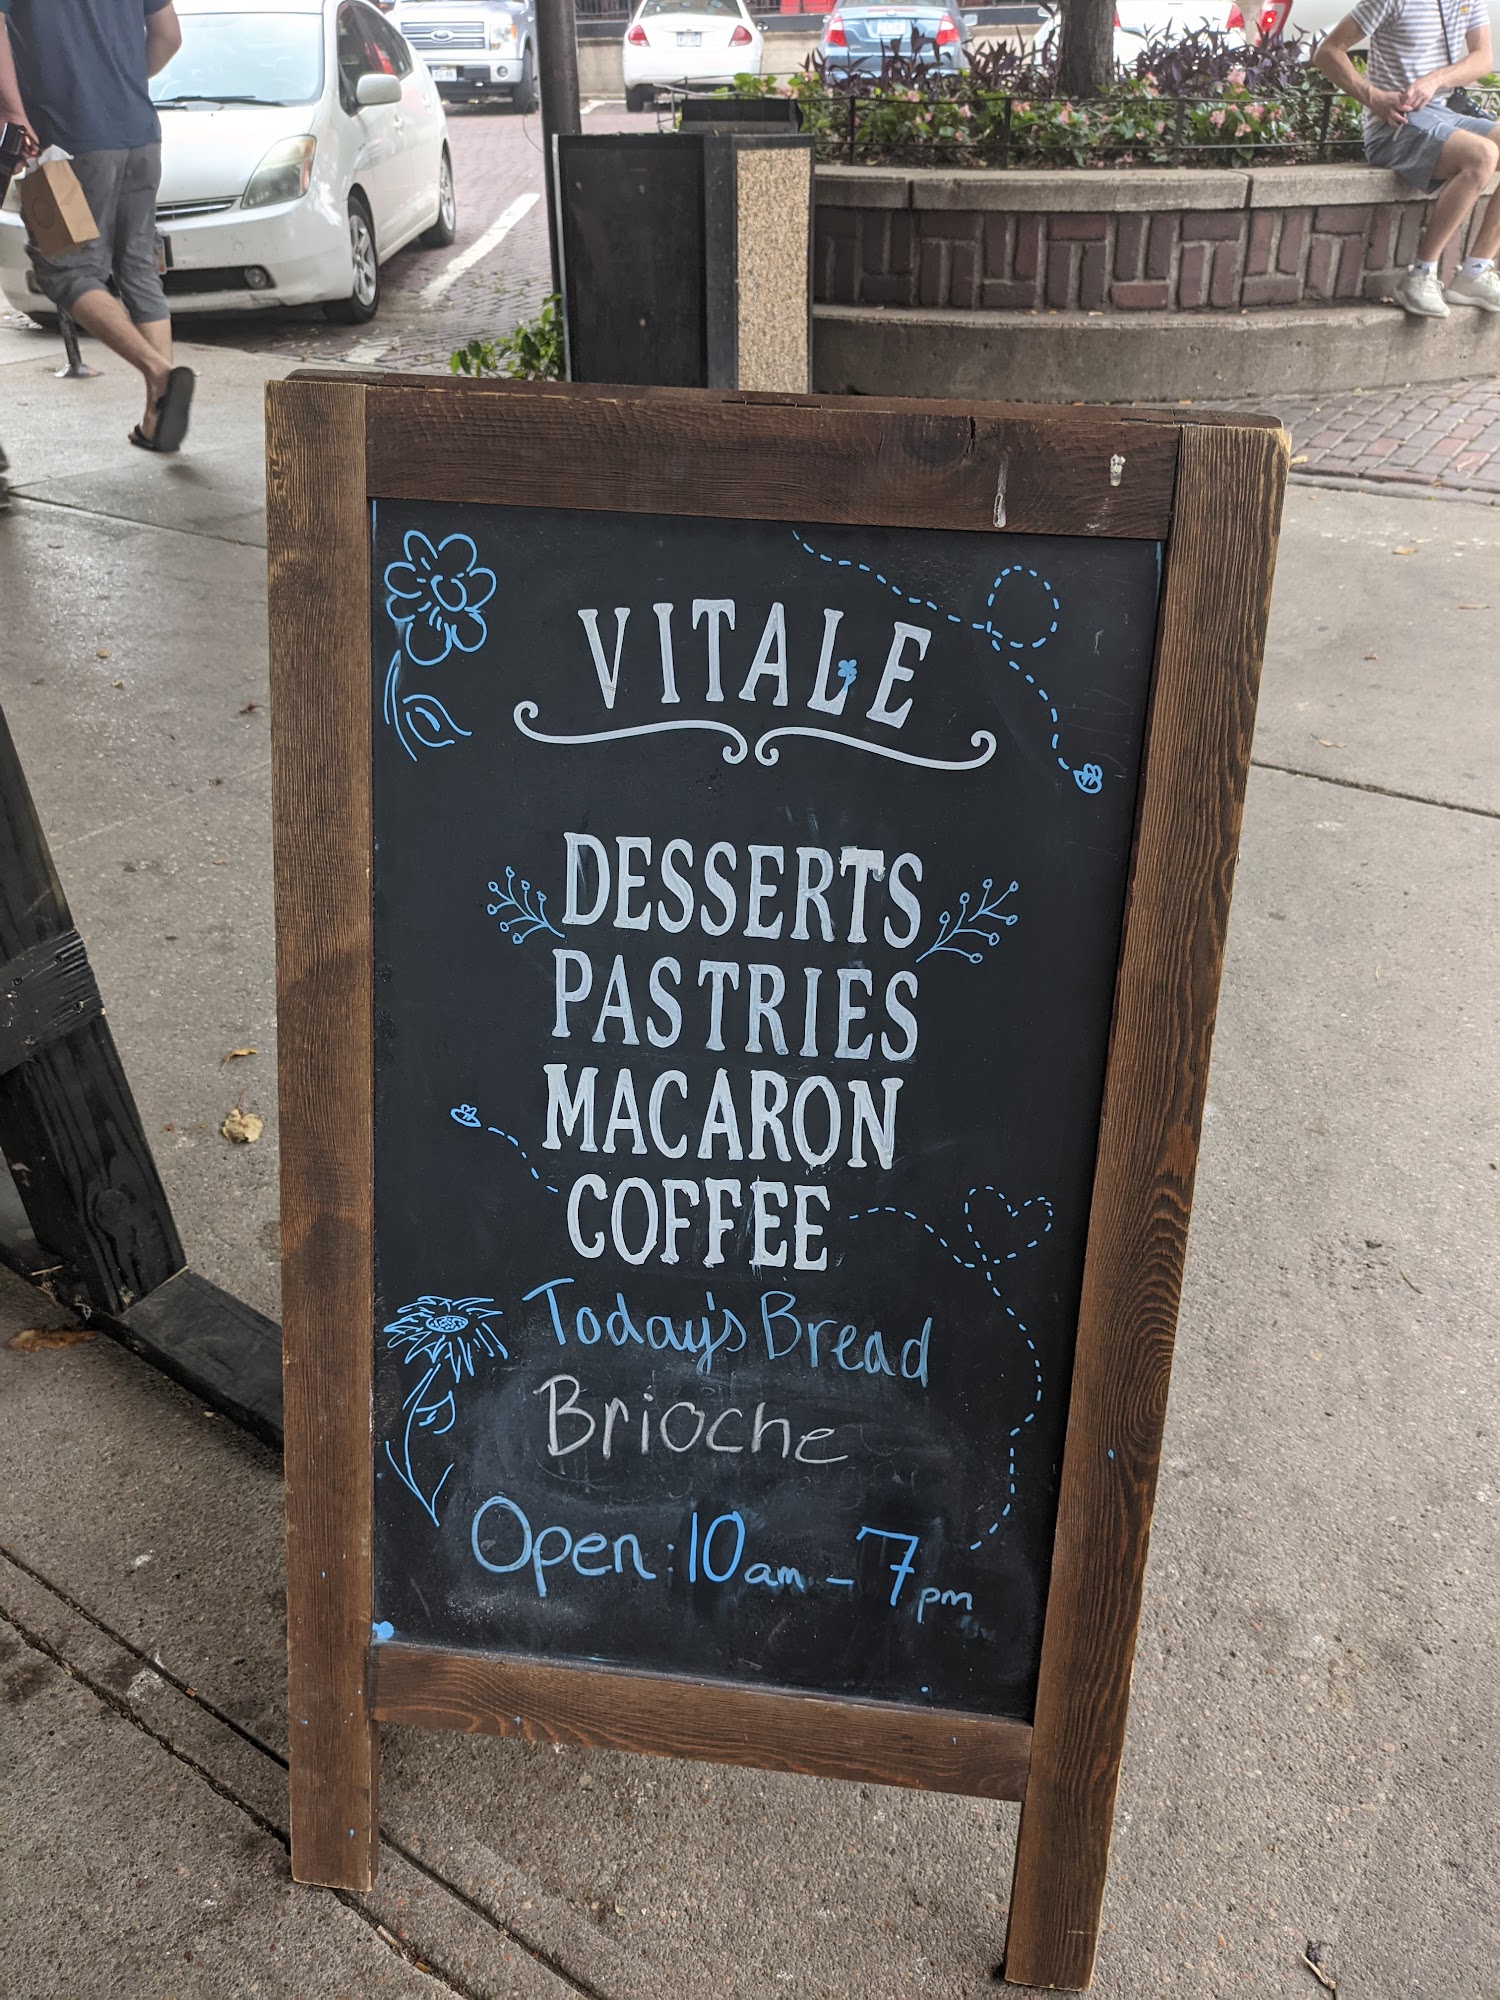 VITALE
DESSERTS
PASTRIES
MACARON
COFFEE
Today's Bread
Brioche
Open: 10am - 7pm